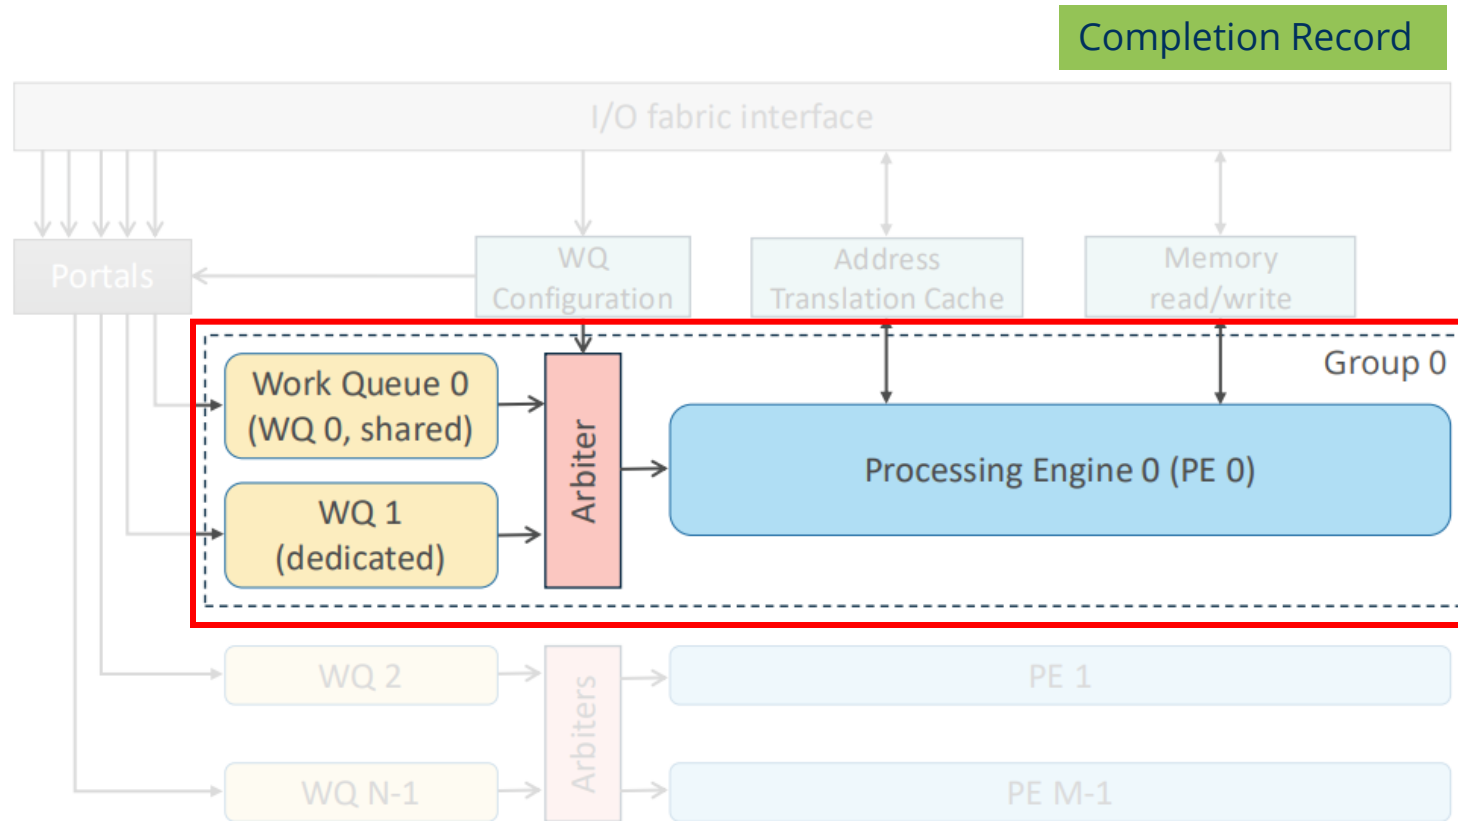 Completion Record
I/O fabric interface
Portals
WQ
Configuration
Address
Translation Cache
Memory
read/write
Group 0
Work Queue 0
(WQ 0, shared)
WQ 1
(dedicated)
Arbiter
Processing Engine 0 (PE 0)
WQ 2
Arbiters
PE 1
WQ N-1
PE M-1